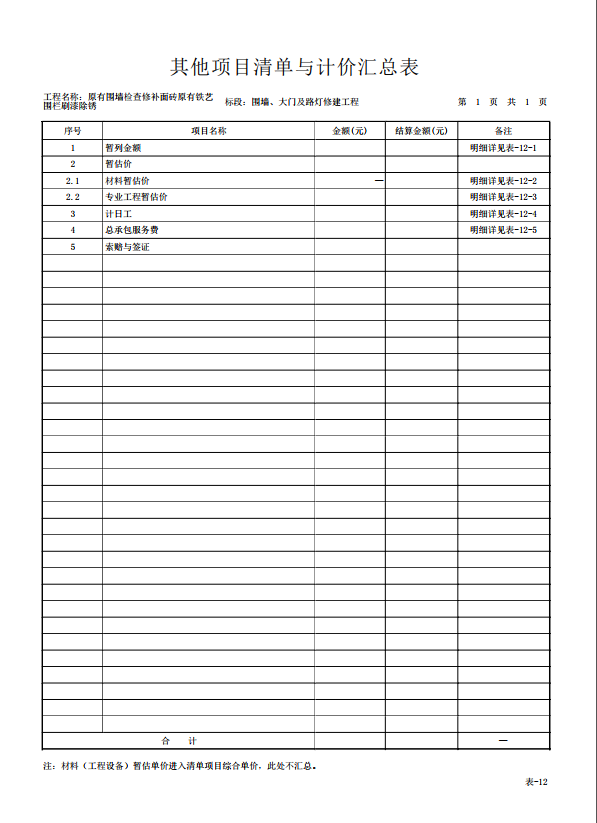 其他项目清单与计价汇总表
工程名称：原有围墙检查修补面砖原有铁艺
围栏刷漆除锈
标段：围墙、大门及路灯修建工程
第 1 页 共 1 页
序号 项目名称 金额(元) 结算金额(元) 备注
1 暂列金额 明细详见表-12-1
2 暂估价
2.1 材料暂估价 — 明细详见表-12-2
2.2 专业工程暂估价 明细详见表-12-3
3 计日工 明细详见表-12-4
4 总承包服务费 明细详见表-12-5
5 索赔与签证
合 计 —
注：材料（工程设备）暂估单价进入清单项目综合单价，此处不汇总。
表-12